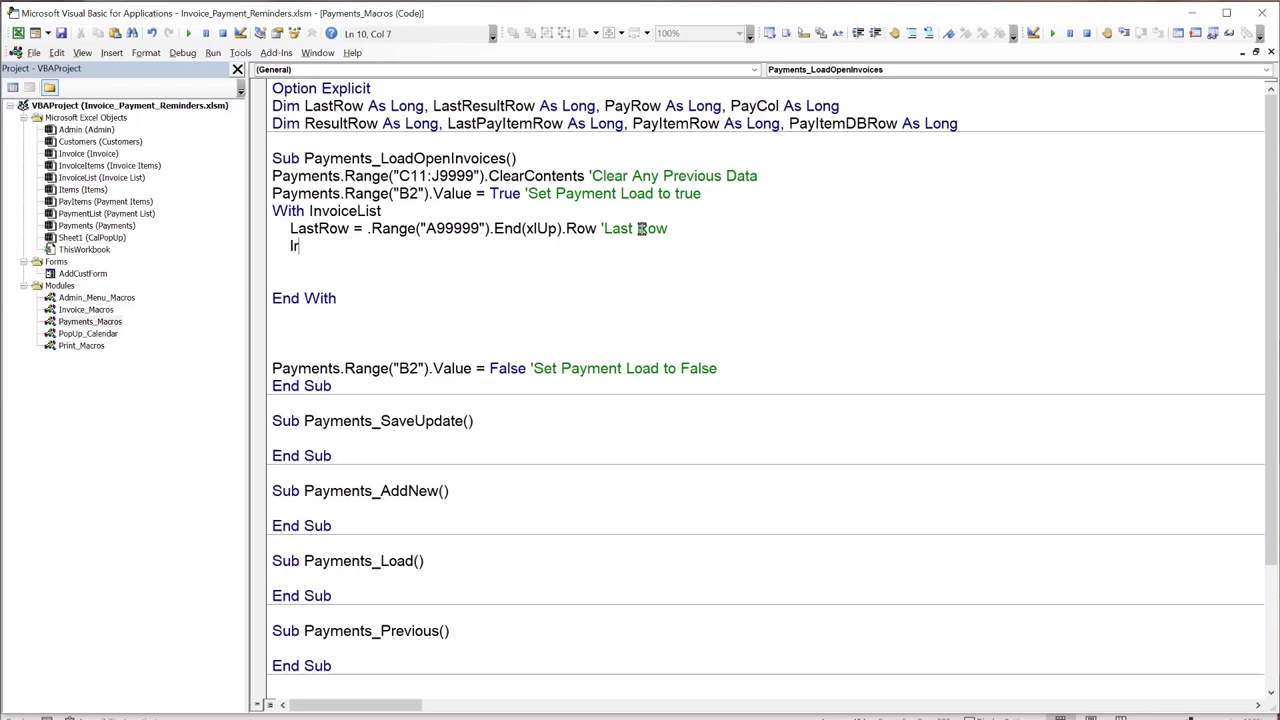 Microsoft Visual Basic for Applications - Invoice_Payment_Reminders.xlsm - [Payments_Macros (Code)]
Ln 10, Col 7
100%
File Edit View Insert Format Debug Run Tools Add-Ins Window Help
Project - VBAProject
(General)
Payments_LoadOpenInvoices
VBAProject (Invoice_Payment_Reminders.xlsm)
Microsoft Excel Objects
Admin (Admin)
Customers (Customers)
Invoice (Invoice)
InvoiceItems (Invoice Items)
InvoiceList (Invoice List)
Items (Items)
PayItems (Payment Items)
PaymentList (Payment List)
Payments (Payments)
Sheet1 (CalPopUp)
ThisWorkbook
Forms
AddCustForm
Modules
Admin_Menu_Macros
Invoice_Macros
Payments_Macros
PopUp_Calendar
Print_Macros
Option Explicit
Dim LastRow As Long, LastResultRow As Long, PayRow As Long, PayCol As Long
Dim ResultRow As Long, LastPayItemRow As Long, PayItemRow As Long, PayItemDBRow As Long
Sub Payments_LoadOpenInvoices()
Payments.Range("C11:J9999").ClearContents 'Clear Any Previous Data
Payments.Range("B2").Value = True 'Set Payment Load to true
With InvoiceList
LastRow = .Range("A99999").End(xlUp).Row 'Last Row
Ir
End With
Payments.Range("B2").Value = False 'Set Payment Load to False
End Sub
Sub Payments_SaveUpdate()
End Sub
Sub Payments_AddNew()
End Sub
Sub Payments_Load()
End Sub
Sub Payments_Previous()
End Sub